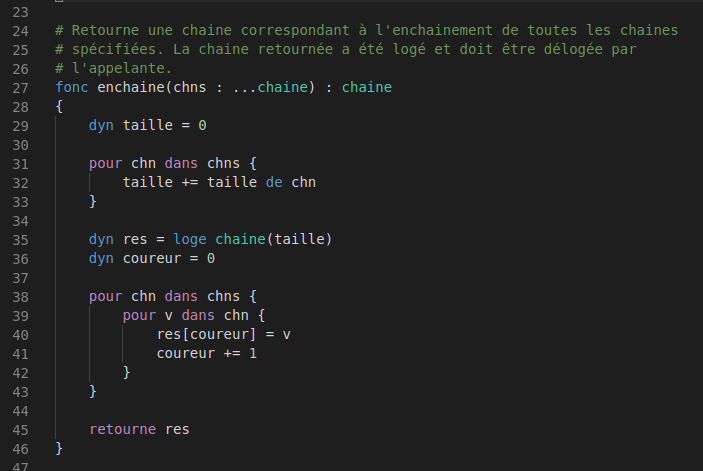 23
24 # Retourne une chaine correspondant à l'enchainement de toutes les chaines
25 # spécifiées. La chaine retournée a été logé et doit être délogée par
26 # l'appelante.
27 fonc enchaine(chns : ...chaine) : chaine
28 {
29     dyn taille = 0
30
31     pour chn dans chns {
32         taille += taille de chn
33     }
34
35     dyn res = loge chaine(taille)
36     dyn coureur = 0
37
38     pour chn dans chns {
39         pour v dans chn {
40             res[coureur] = v
41             coureur += 1
42         }
43     }
44
45     retourne res
46 }
47